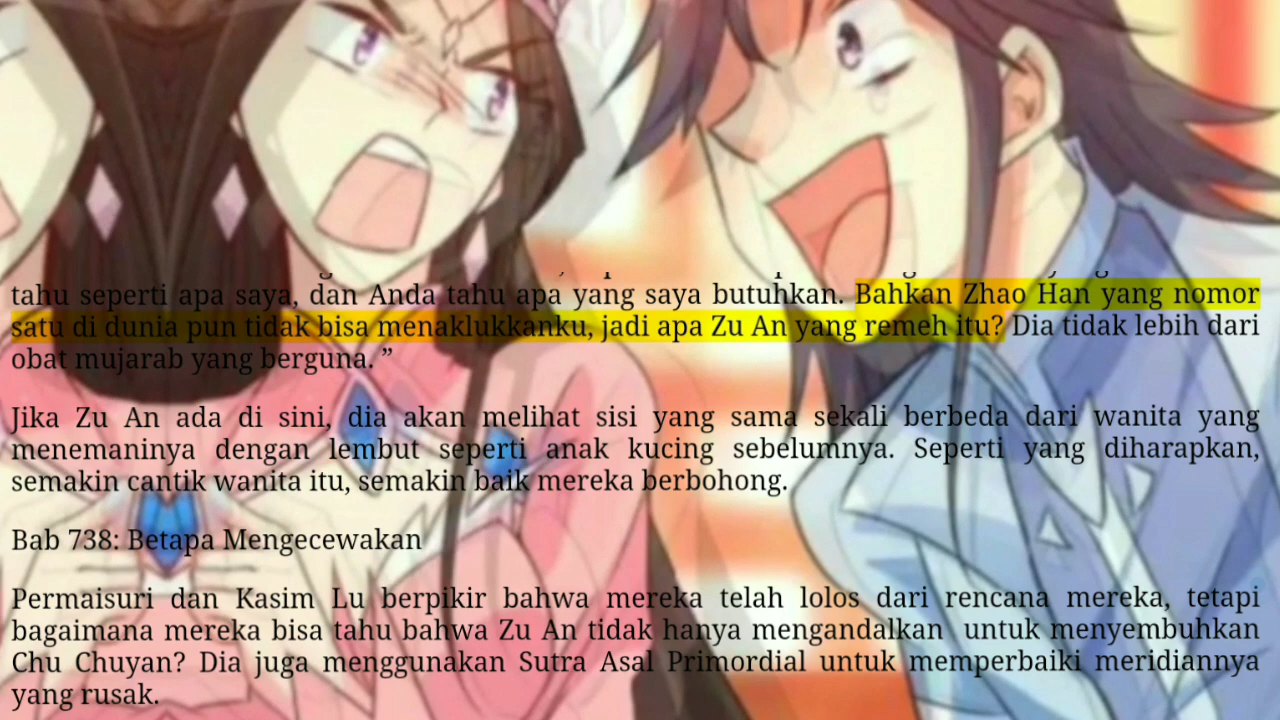 tahu seperti apa saya, dan Anda tahu apa yang saya butuhkan. Bahkan Zhao Han yang nomor
satu di dunia pun tidak bisa menaklukkanku, jadi apa Zu An yang remeh itu? Dia tidak lebih dari
obat mujarab yang berguna. ”
Jika Zu An ada di sini, dia akan melihat sisi yang sama sekali berbeda dari wanita yang
menemaninya dengan lembut seperti anak kucing sebelumnya. Seperti yang diharapkan,
semakin cantik wanita itu, semakin baik mereka berbohong.
Bab 738: Betapa Mengecewakan
Permaisuri dan Kasim Lu berpikir bahwa mereka telah lolos dari rencana mereka, tetapi
bagaimana mereka bisa tahu bahwa Zu An tidak hanya mengandalkan untuk menyembuhkan
Chu Chuyan? Dia juga menggunakan Sutra Asal Primordial untuk memperbaiki meridiannya
yang rusak.